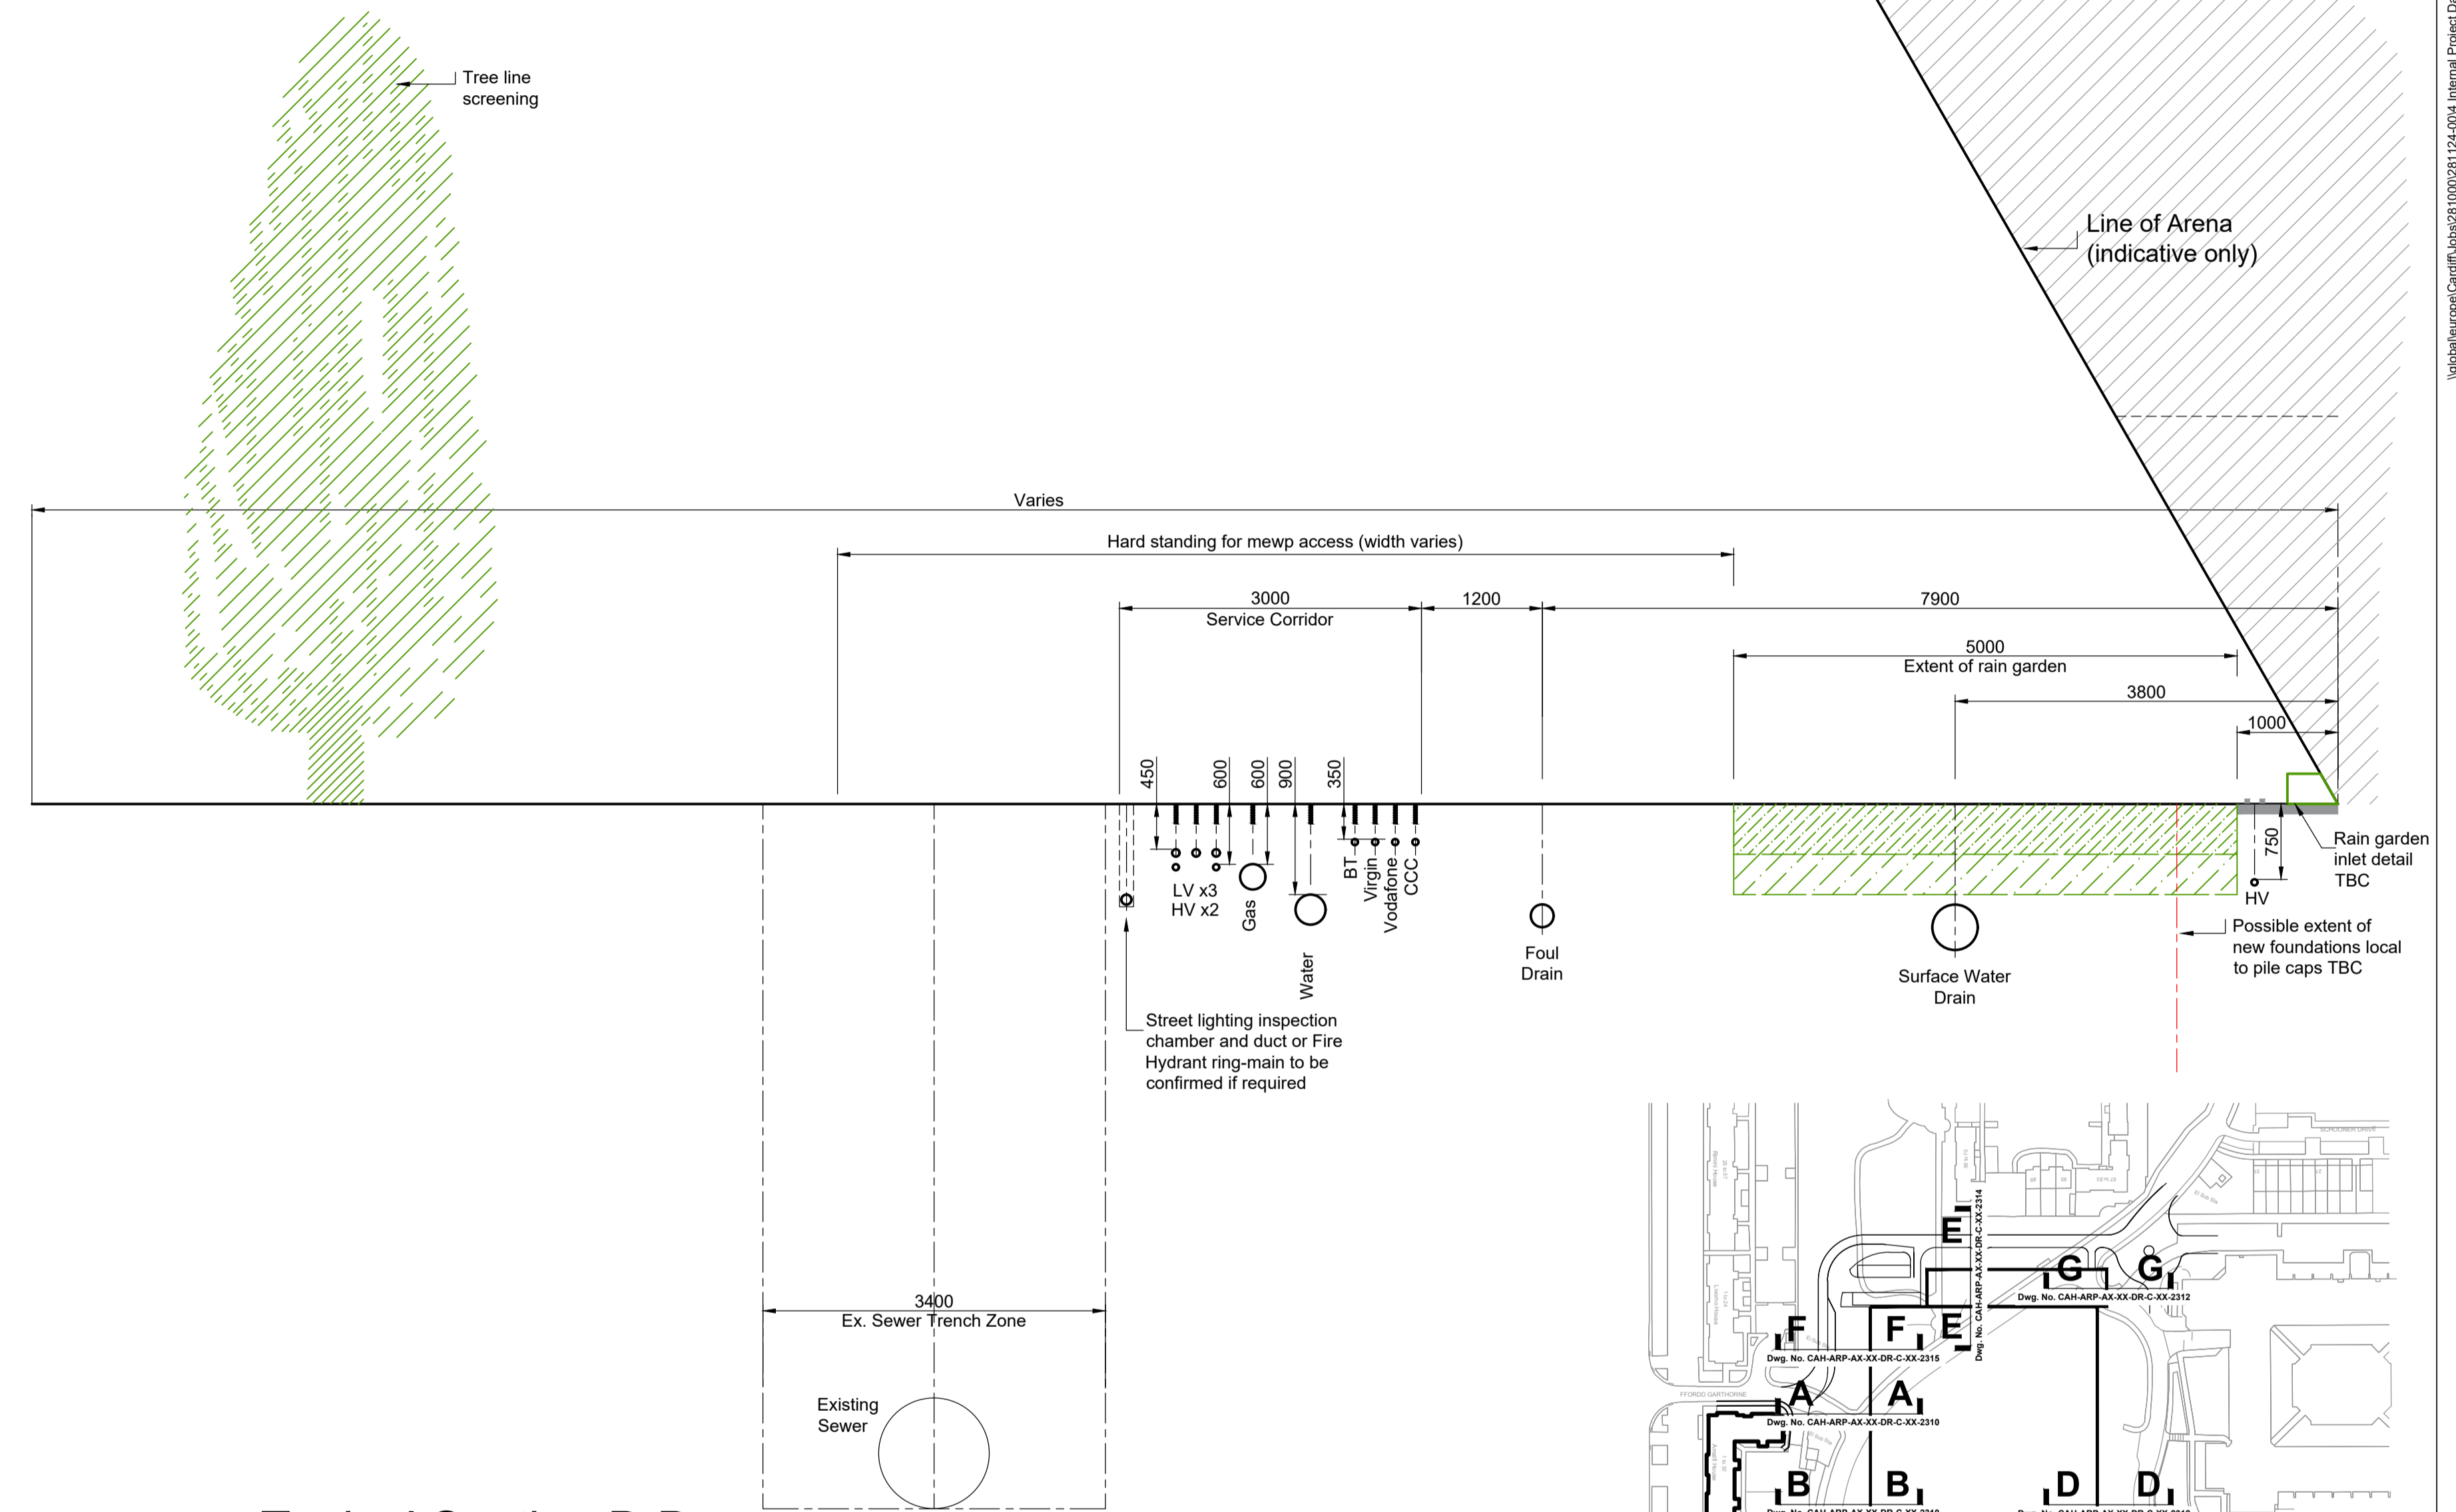 Tree line
screening
Line of Arena
(indicative only)
Varies
Hard standing for mewp access (width varies)
3000
Service Corridor
1200
7900
5000
Extent of rain garden
3800
1000
450
600
600
900
350
750
LV x3
HV x2
Gas
Water
BT
Virgin
Vodafone
CCC
Foul
Drain
Surface Water
Drain
HV
Rain garden
inlet detail
TBC
Possible extent of
new foundations local
to pile caps TBC
Street lighting inspection
chamber and duct or Fire
Hydrant ring-main to be
confirmed if required
3400
Ex. Sewer Trench Zone
Existing
Sewer
SCHOONER DRIVE
E
Dwg. No. CAH-ARP-AX-XX-DR-C-XX-2314
G
G
Dwg. No. CAH-ARP-AX-XX-DR-C-XX-2312
F
F
E
Dwg. No. CAH-ARP-AX-XX-DR-C-XX-2315
FFORDD GARTHORNE
A
A
Dwg. No. CAH-ARP-AX-XX-DR-C-XX-2310
B
B
D
D